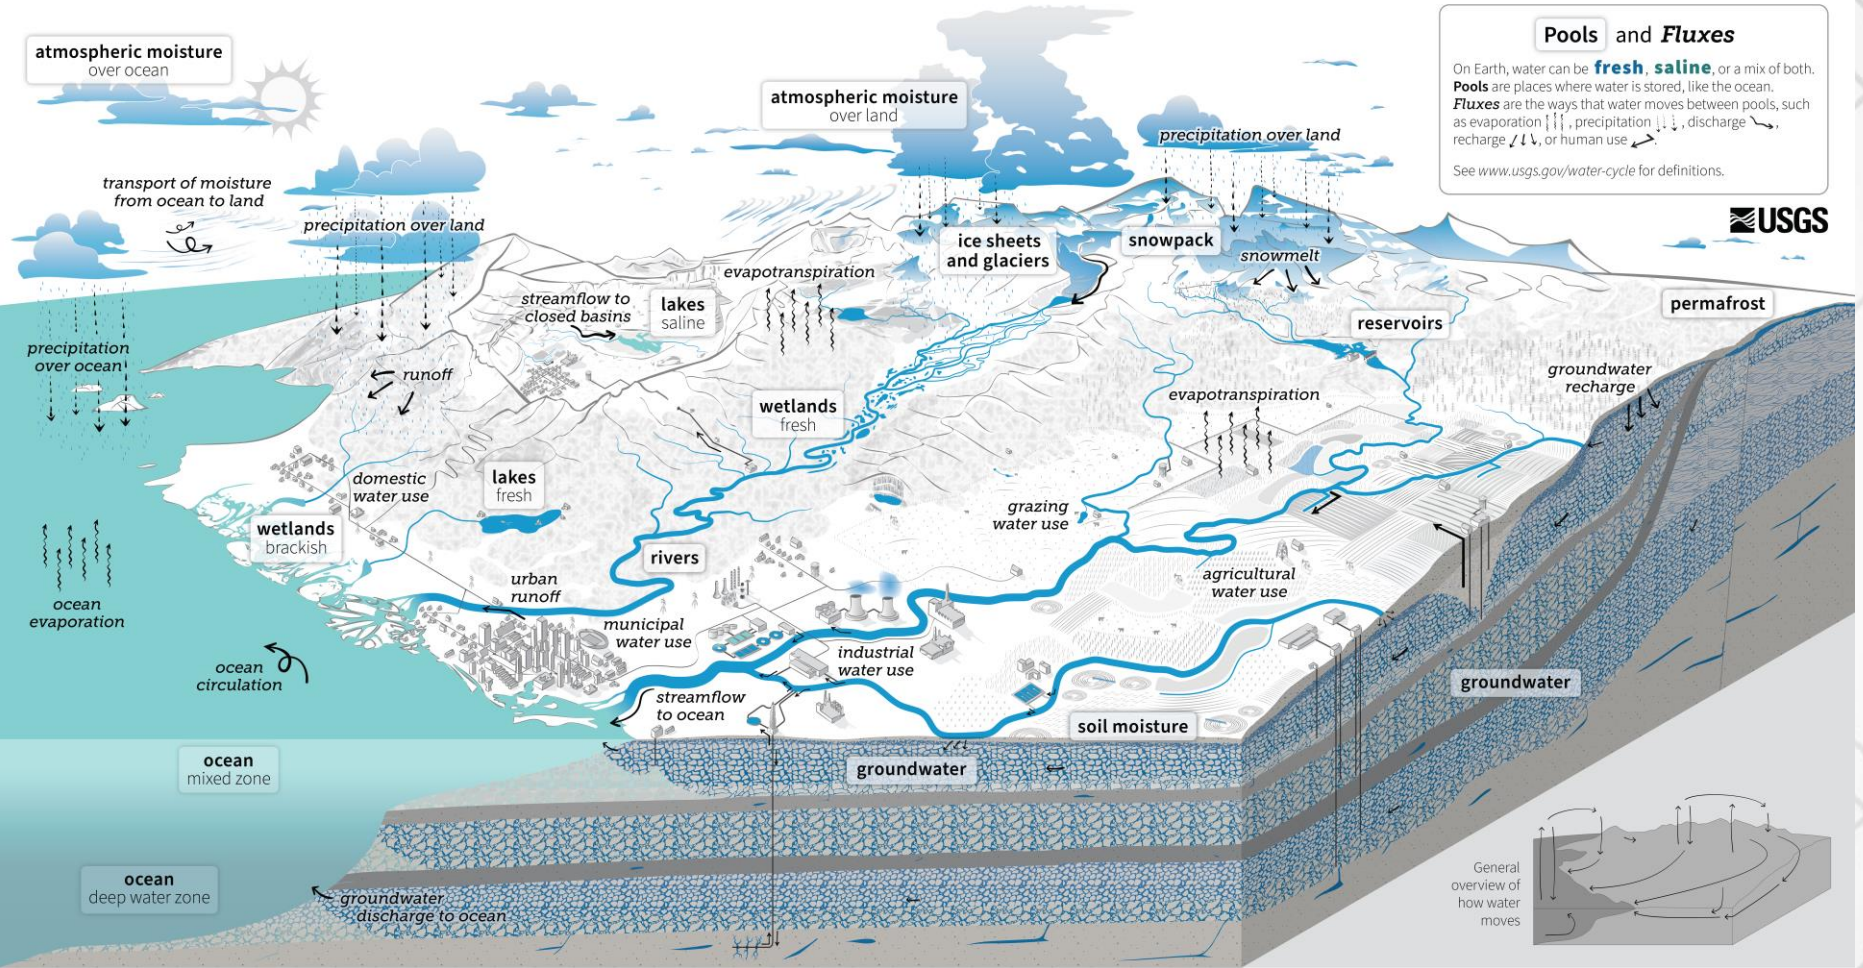 atmospheric moisture
over ocean
atmospheric moisture
over land
Pools and Fluxes
On Earth, water can be fresh, saline, or a mix of both.
Pools are places where water is stored, like the ocean.
Fluxes are the ways that water moves between pools, such
as evaporation, precipitation, discharge,
recharge, or human use.
See www.usgs.gov/water-cycle for definitions.
USGS
precipitation over land
transport of moisture
from ocean to land
precipitation over land
ice sheets
and glaciers
snowpack
snowmelt
evapotranspiration
streamflow to
closed basins
lakes
saline
permafrost
reservoirs
precipitation
over ocean
runoff
groundwater
recharge
wetlands
fresh
evapotranspiration
domestic
water use
lakes
fresh
grazing
water use
wetlands
brackish
rivers
urban
runoff
agricultural
water use
ocean
evaporation
municipal
water use
industrial
water use
ocean
circulation
groundwater
streamflow
to ocean
soil moisture
ocean
mixed zone
groundwater
ocean
deep water zone
groundwater
discharge to ocean
General
overview of
how water
moves